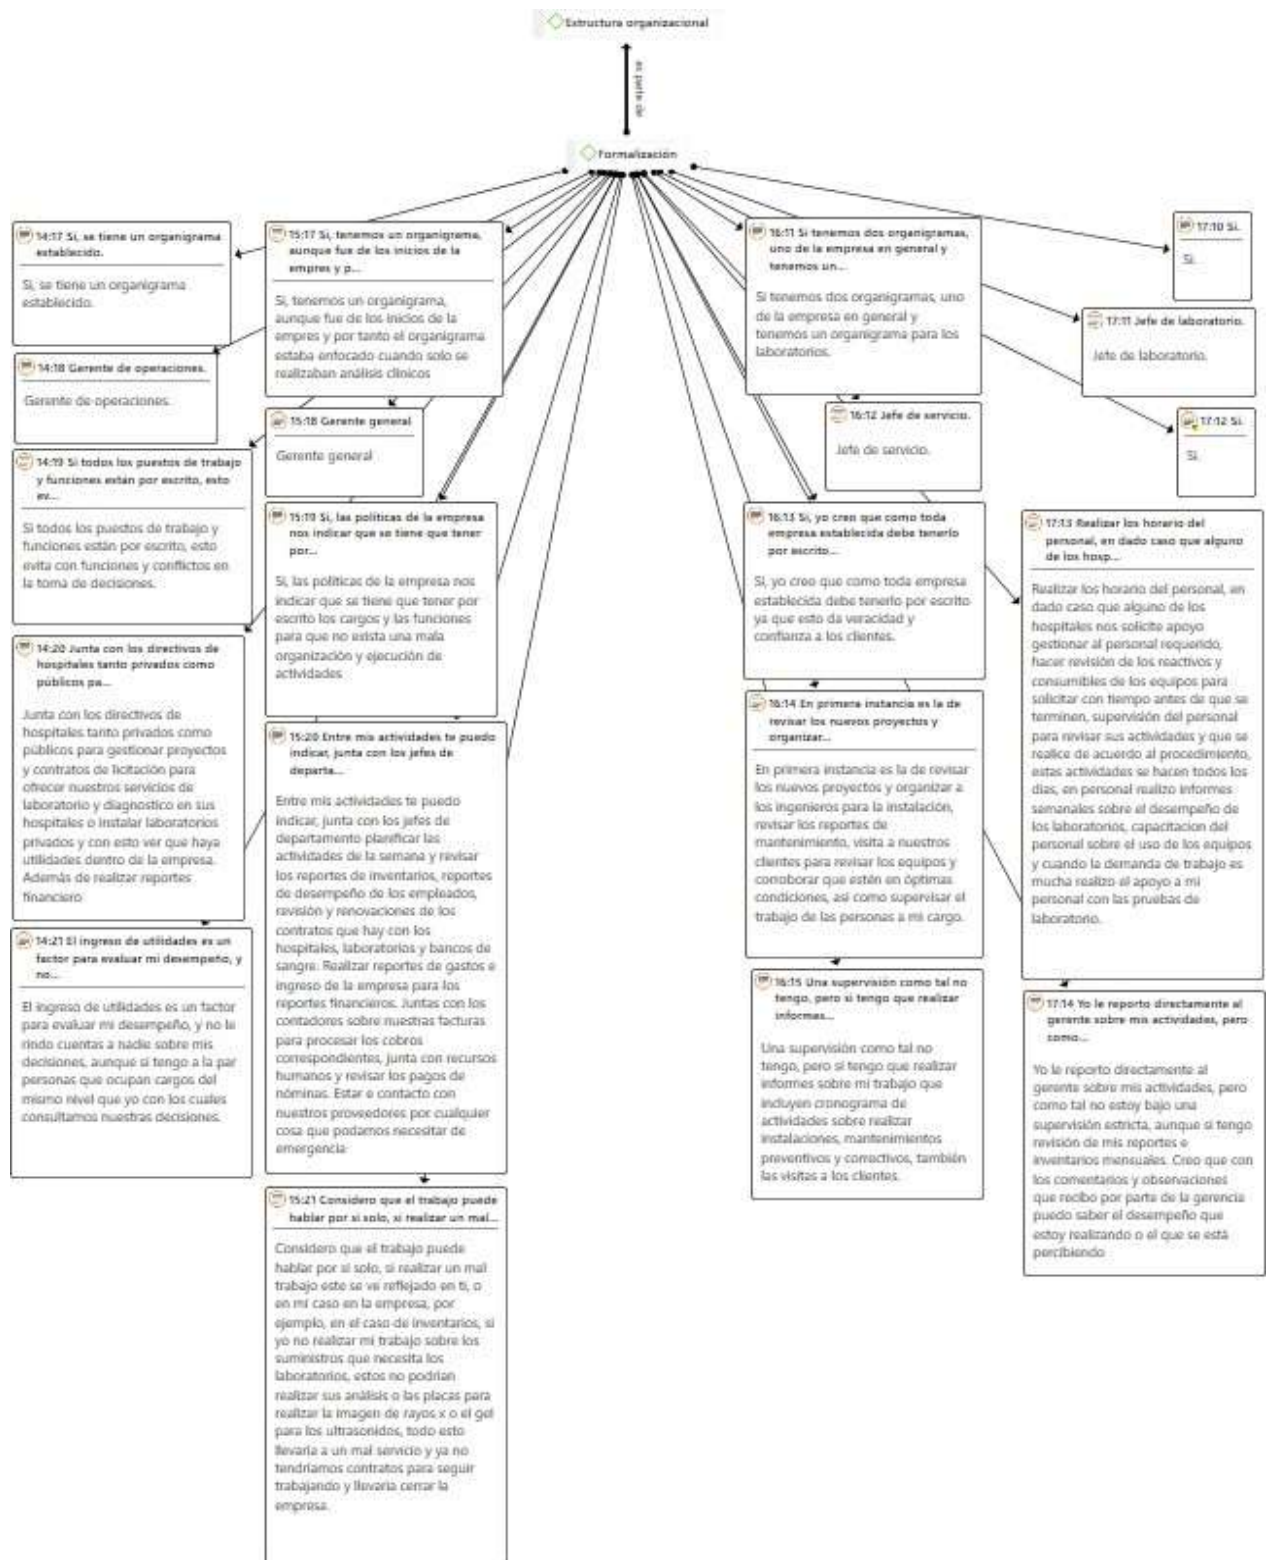 Estructura organizacional
es parte de
Formalización
14:17 Si, se tiene un organigrama
establecido.
Si, se tiene un organigrama
establecido.
14:18 Gerente de operaciones.
Gerente de operaciones.
14:19 Si todos los puestos de trabajo
y funciones están por escrito, esto
ev...
Si todos los puestos de trabajo y
funciones están por escrito, esto
evita con funciones y conflictos en
la toma de decisiones.
14:20 Junta con los directivos de
hospitales tanto privados como
públicos pa...
Junta con los directivos de
hospitales tanto privados como
públicos para gestionar proyectos
y contratos de licitación para
ofrecer nuestros servicios de
laboratorio y diagnostico en sus
hospitales o instalar laboratorios
privados y con esto ver que haya
utilidades dentro de la empresa.
Además de realizar reportes
financiero
14:21 El ingreso de utilidades es un
factor para evaluar mi desempeño, y
no...
El ingreso de utilidades es un factor
para evaluar mi desempeño, y no le
rindo cuentas a nadie sobre mis
decisiones, aunque si tengo a la par
personas que ocupan cargos del
mismo nivel que yo con los cuales
consultamos nuestras decisiones.
15:17 Si, tenemos un organigrama,
aunque fue de los inicios de la
empres y p...
Si, tenemos un organigrama,
aunque fue de los inicios de la
empres y por tanto el organigrama
estaba enfocado cuando solo se
realizaban análisis clínicos
15:18 Gerente general
Gerente general
15:19 Si, las políticas de la empresa
nos indicar que se tiene que tener
por...
Si, las políticas de la empresa nos
indicar que se tiene que tener por
escrito los cargos y las funciones
para que no exista una mala
organización y ejecución de
actividades
15:20 Entre mis actividades te puedo
indicar, junta con los jefes de
departa...
Entre mis actividades te puedo
indicar, junta con los jefes de
departamento planificar las
actividades de la semana y revisar
los reportes de inventarios, reportes
de desempeño de los empleados,
revisión y renovaciones de los
contratos que hay con los
hospitales, laboratorios y bancos de
sangre. Realizar reportes de gastos e
ingreso de la empresa para los
reportes financieros. Juntas con los
contadores sobre nuestras facturas
para procesar los cobros
correspondientes, junta con recursos
humanos y revisar los pagos de
nóminas. Estar e contacto con
nuestros proveedores por cualquier
cosa que podamos necesitar de
emergencia
15:21 Considero que el trabajo puede
hablar por si solo, si realizar un mal...
Considero que el trabajo puede
hablar por si solo, si realizar un mal
trabajo este se ve reflejado en ti, o
en mi caso en la empresa, por
ejemplo, en el caso de inventarios, si
yo no realizar mi trabajo sobre los
suministros que necesita los
laboratorios, estos no podrían
realizar sus análisis o las placas para
realizar la imagen de rayos x o el gel
para los ultrasonidos, todo esto
llevaría a un mal servicio y ya no
tendríamos contratos para seguir
trabajando y llevaría cerrar la
empresa.
16:11 Si tenemos dos organigramas,
uno de la empresa en general y
tenemos un...
Si tenemos dos organigramas, uno
de la empresa en general y
tenemos un organigrama para los
laboratorios.
16:12 Jefe de servicio.
Jefe de servicio.
16:13 Si, yo creo que como toda
empresa establecida debe tenerlo
por escrito...
Si, yo creo que como toda empresa
establecida debe tenerlo por escrito
ya que esto da veracidad y
confianza a los clientes.
16:14 En primera instancia es la de
revisar los nuevos proyectos y
organizar...
En primera instancia es la de revisar
los nuevos proyectos y organizar a
los ingenieros para la instalación,
revisar los reportes de
mantenimiento, visita a nuestros
clientes para revisar los equipos y
corroborar que estén en óptimas
condiciones, así como supervisar el
trabajo de las personas a mi cargo.
16:15 Una supervisión como tal no
tengo, pero si tengo que realizar
informes...
Una supervisión como tal no
tengo, pero si tengo que realizar
informes sobre mi trabajo que
incluyen cronograma de
actividades sobre realizar
instalaciones, mantenimientos
preventivos y correctivos, también
las visitas a los clientes.
17:10 Si.
Si.
17:11 Jefe de laboratorio.
Jefe de laboratorio.
17:12 Si.
Si.
17:13 Realizar los horario del
personal, en dado caso que alguno
de los hosp...
Realizar los horario del personal, en
dado caso que alguno de los
hospitales nos solicite apoyo
gestionar al personal requerido,
hacer revisión de los reactivos y
consumibles de los equipos para
solicitar con tiempo antes de que se
terminen, supervisión del personal
para revisar sus actividades y que se
realice de acuerdo al procedimiento,
estas actividades se hacen todos los
días, en personal realizo informes
semanales sobre el desempeño de
los laboratorios, capacitacion del
personal sobre el uso de los equipos
y cuando la demanda de trabajo es
mucha realizo el apoyo a mi
personal con las pruebas de
laboratorio.
17:14 Yo le reporto directamente al
gerente sobre mis actividades, pero
como...
Yo le reporto directamente al
gerente sobre mis actividades, pero
como tal no estoy bajo una
supervisión estricta, aunque si tengo
revisión de mis reportes e
inventarios mensuales. Creo que con
los comentarios y observaciones
que recibo por parte de la gerencia
puedo saber el desempeño que
estoy realizando o el que se está
percibiendo